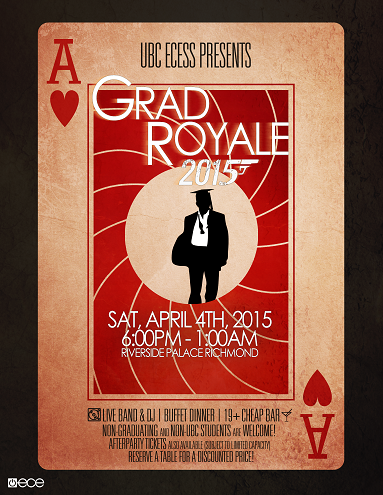 A
UBC ECESS PRESENTS
GRAD
ROYALE
2015
SAT, APRIL 4TH, 2015
6:00PM - 1:00AM
RIVERSIDE PALACE RICHMOND
LIVE BAND & DJ | BUFFET DINNER | 19+ CHEAP BAR
NON-GRADUATING AND NON-UBC STUDENTS ARE WELCOME!
AFTERPARTY TICKETS ALSO AVAILABLE (SUBJECT TO LIMITED CAPACITY)
RESERVE A TABLE FOR A DISCOUNTED PRICE!
A
ece